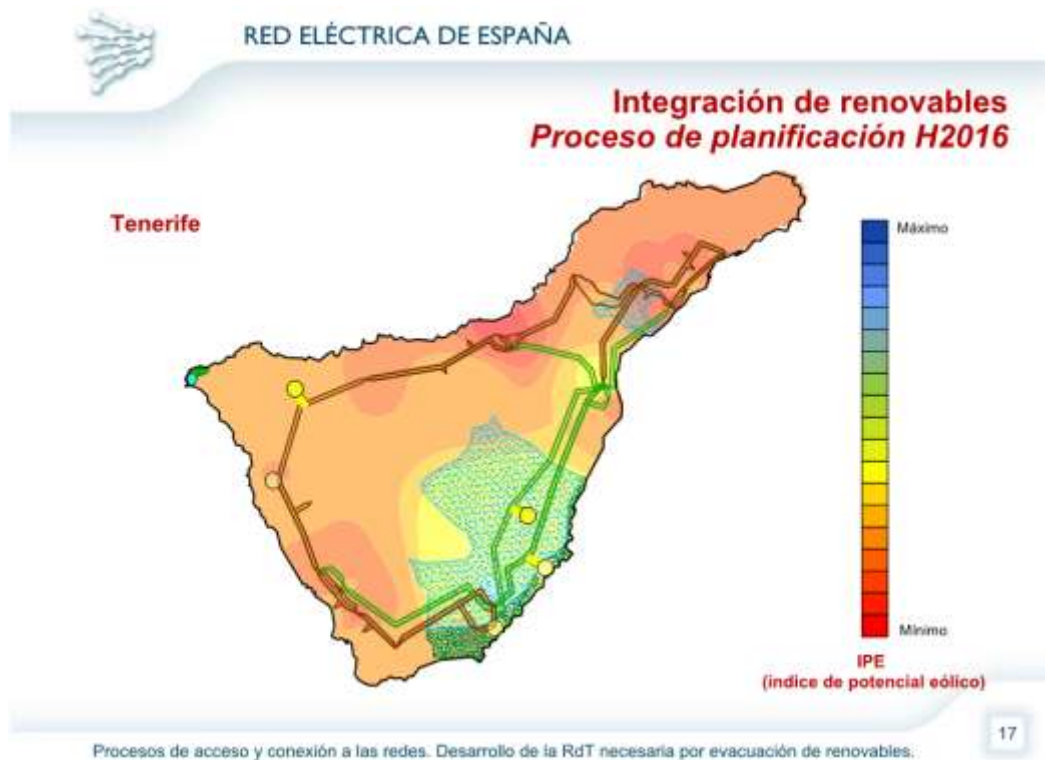 RED ELÉCTRICA DE ESPAÑA
Integración de renovables
Proceso de planificación H2016
Tenerife
Máximo
Mínimo
IPE
(índice de potencial eólico)
17
Procesos de acceso y conexión a las redes. Desarrollo de la RdT necesaria por evacuación de renovables.